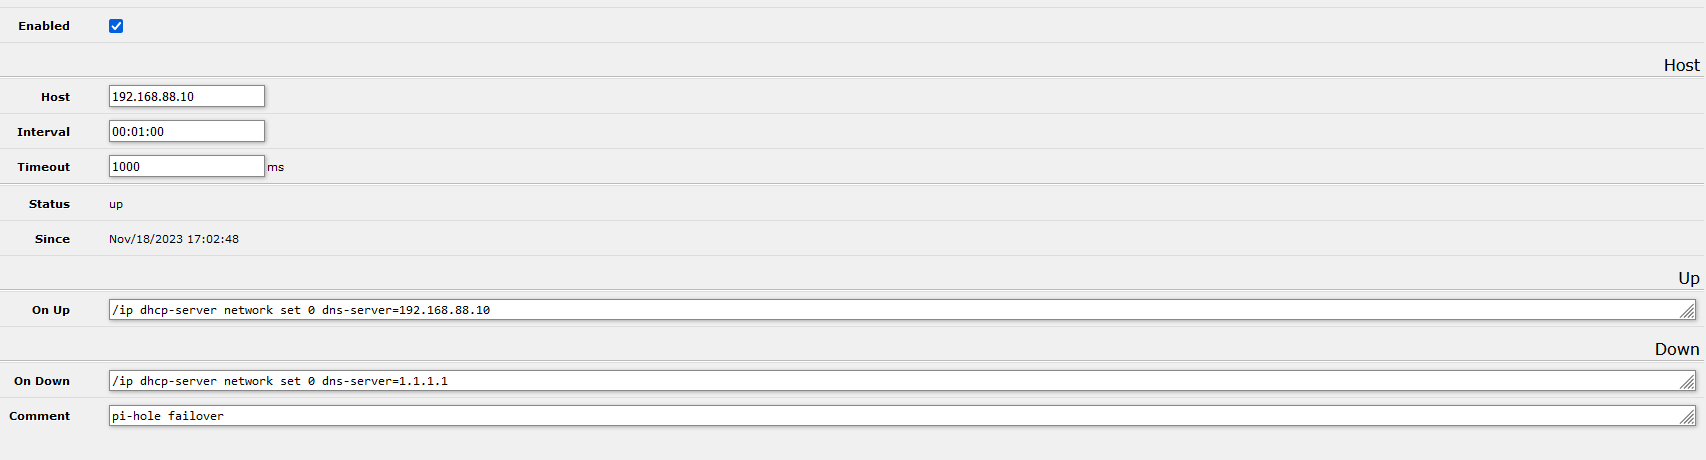 Enabled
Host
Host 192.168.88.10
Interval 00:01:00
Timeout 1000 ms
Status up
Since Nov/18/2023 17:02:48
Up
On Up /ip dhcp-server network set 0 dns-server=192.168.88.10
Down
On Down /ip dhcp-server network set 0 dns-server=1.1.1.1
Comment pi-hole failover